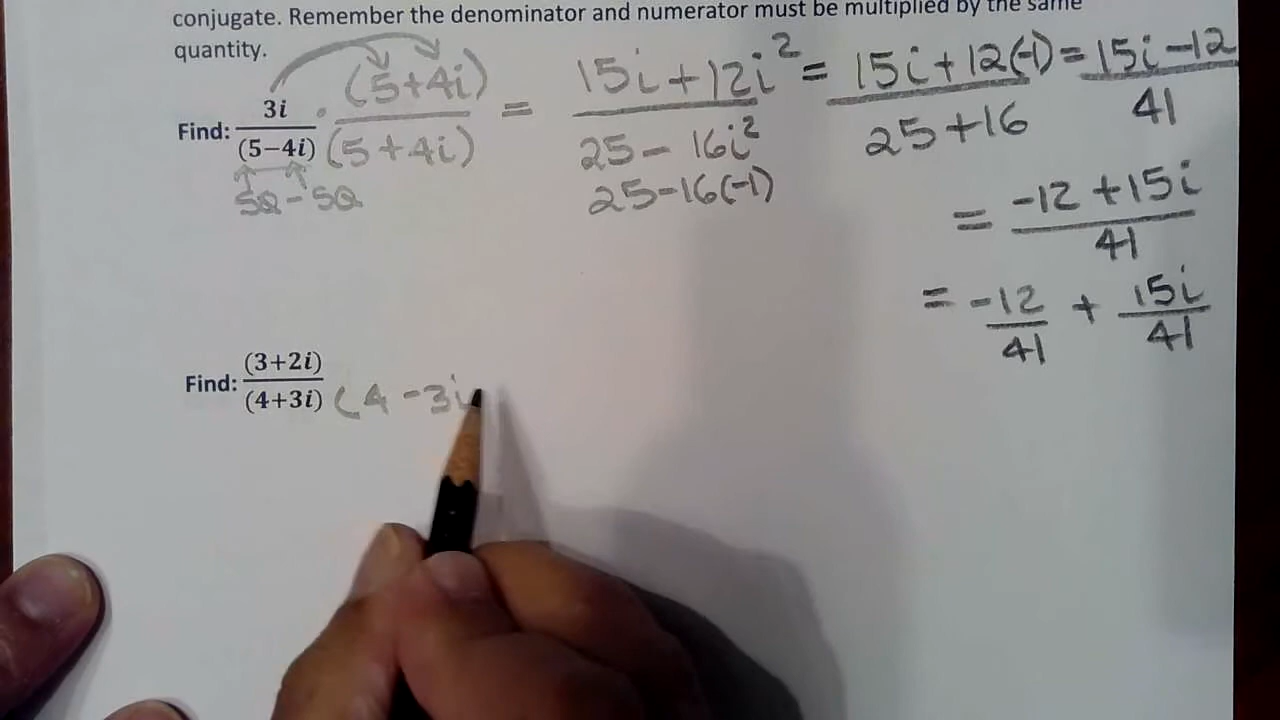 conjugate. Remember the denominator and numerator must be multiplied by the same
quantity.
Find: 3i/(5−4i) · (5+4i)/(5+4i) = 15i+12i²/25−16i² = 15i+12(-1)/25+16 = 15i−12/41
SQ − SQ
25−16(-1)
= -12+15i/41
= -12/41 + 15i/41
Find: (3+2i)/(4+3i) (4−3i